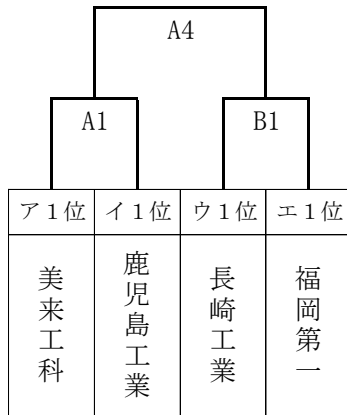 A4
A1 B1
ア1位 イ1位 ウ1位 エ1位
美来工科 鹿児島工業 長崎工業 福岡第一